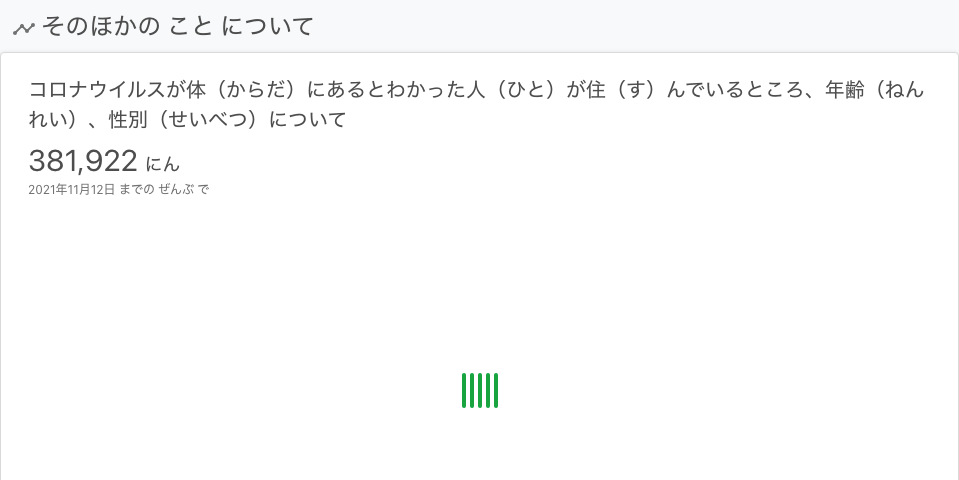 そのほかの こと について
コロナウイルスが体（からだ）にあるとわかった人（ひと）が住（す）んでいるところ、年齢（ねん
れい）、性別（せいべつ）について
381,922 にん
2021年11月12日 までの ぜんぶ で